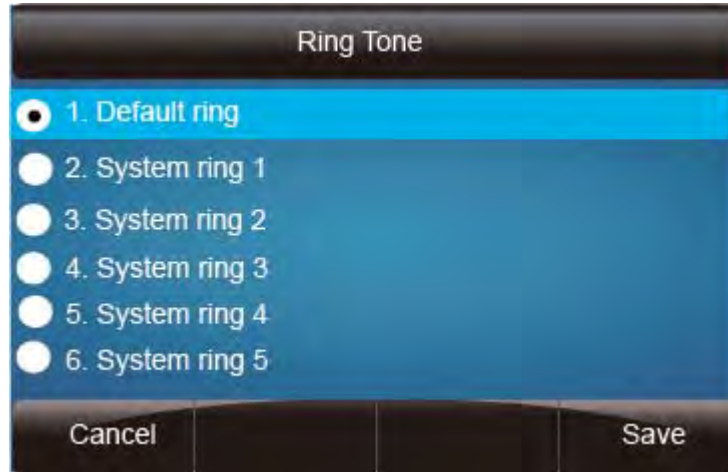 Ring Tone
1. Default ring
2. System ring 1
3. System ring 2
4. System ring 3
5. System ring 4
6. System ring 5
Cancel Save